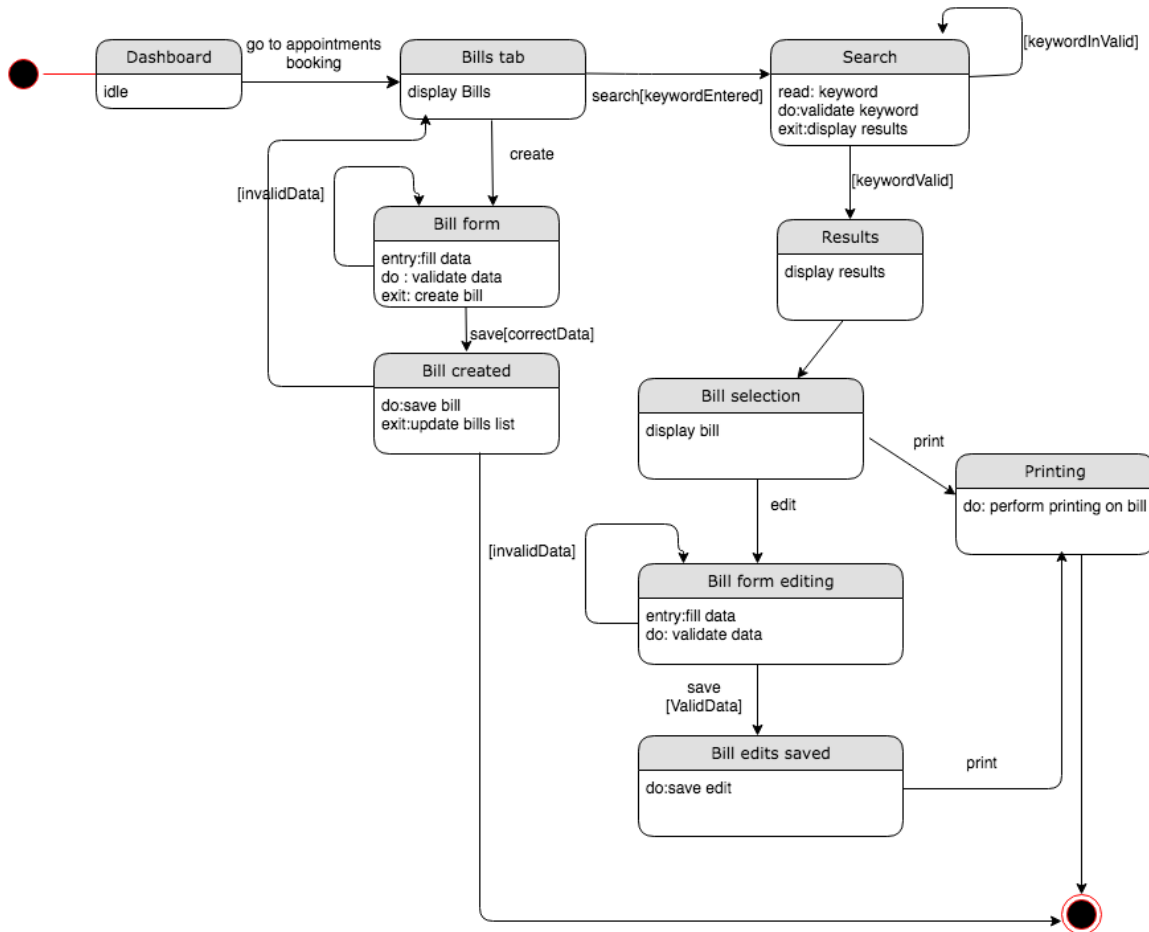 Dashboard
idle
go to appointments
booking
Bills tab
display Bills
search[keywordEntered]
Search
read: keyword
do:validate keyword
exit:display results
[keywordInValid]
create
[keywordValid]
[invalidData]
Bill form
entry:fill data
do : validate data
exit: create bill
Results
display results
save[correctData]
Bill created
do:save bill
exit:update bills list
Bill selection
display bill
print
Printing
do: perform printing on bill
edit
[invalidData]
Bill form editing
entry:fill data
do: validate data
save
[ValidData]
Bill edits saved
do:save edit
print